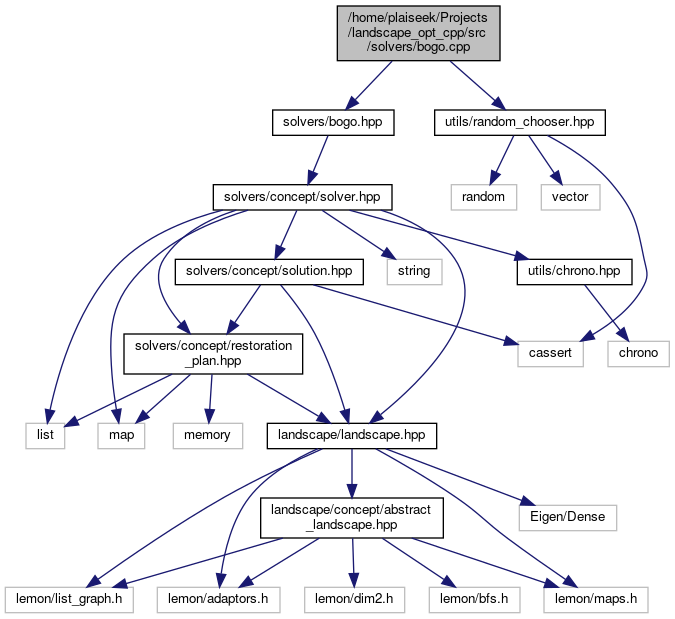 /home/plaiseek/Projects
/landscape_opt_cpp/src
/solvers/bogo.cpp
solvers/bogo.hpp
utils/random_chooser.hpp
solvers/concept/solver.hpp
random
vector
solvers/concept/solution.hpp
string
utils/chrono.hpp
solvers/concept/restoration
_plan.hpp
cassert
chrono
list
map
memory
landscape/landscape.hpp
landscape/concept/abstract
_landscape.hpp
Eigen/Dense
lemon/list_graph.h
lemon/adaptors.h
lemon/dim2.h
lemon/bfs.h
lemon/maps.h